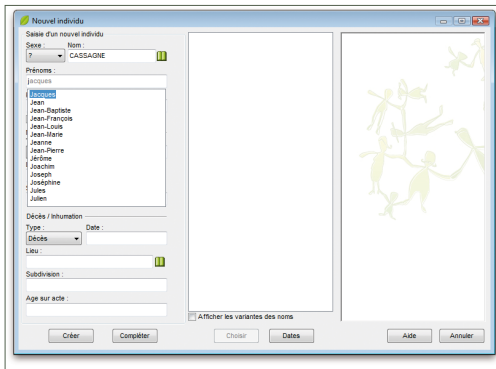 Nouvel individu
Saisie d'un nouvel individu
Sexe : Nom :
? CASSAGNE
Prénoms :
jacques
Jacques
Jean
Jean-Baptiste
Jean-François
Jean-Louis
Jean-Marie
Jeanne
Jean-Pierre
Jérôme
Joachim
Joseph
Joséphine
Jules
Julien
Décès / Inhumation
Type : Date :
Décès
Lieu :
Subdivision :
Age sur acte :
Afficher les variantes des noms
Créer Compléter Choisir Dates Aide Annuler